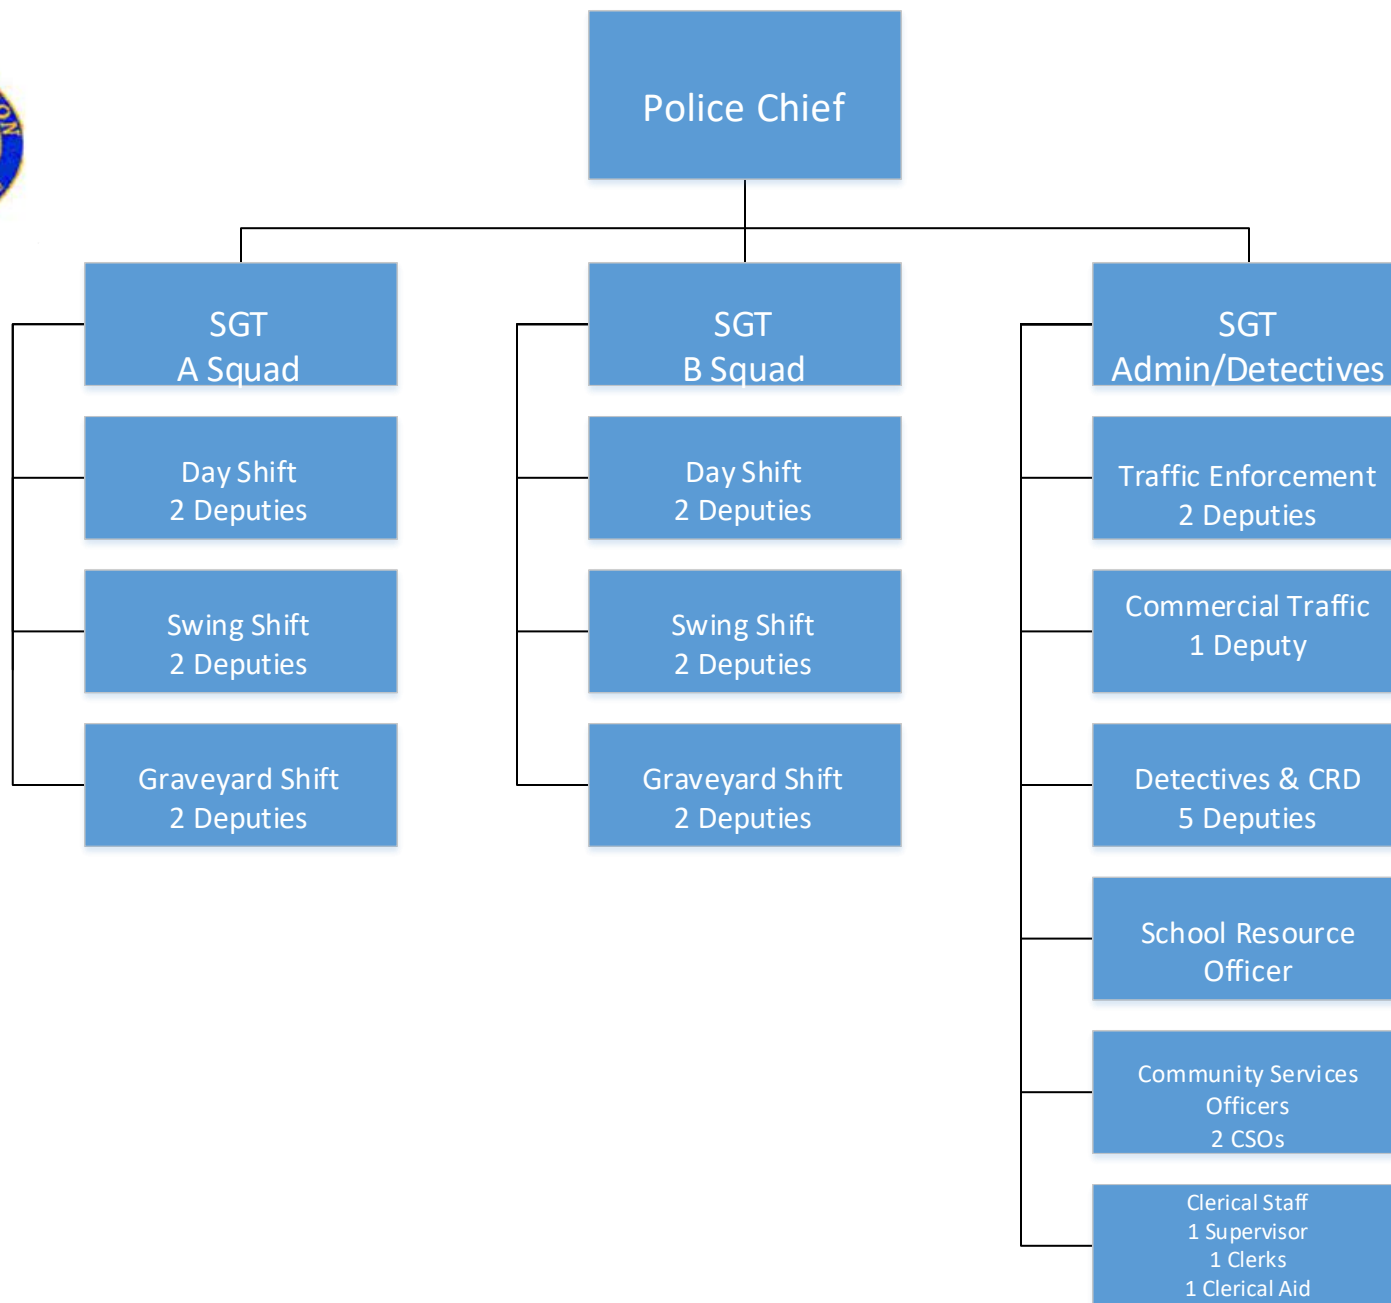 Police Chief
SGT
A Squad
Day Shift
2 Deputies
Swing Shift
2 Deputies
Graveyard Shift
2 Deputies
SGT
B Squad
Day Shift
2 Deputies
Swing Shift
2 Deputies
Graveyard Shift
2 Deputies
SGT
Admin/Detectives
Traffic Enforcement
2 Deputies
Commercial Traffic
1 Deputy
Detectives & CRD
5 Deputies
School Resource
Officer
Community Services
Officers
2 CSOs
Clerical Staff
1 Supervisor
1 Clerks
1 Clerical Aid